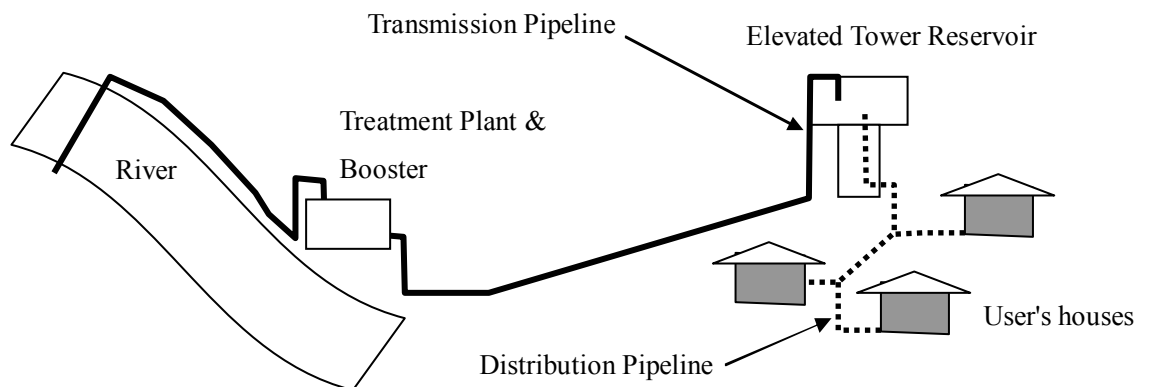 Transmission Pipeline
Elevated Tower Reservoir
Treatment Plant &
Booster
River
User's houses
Distribution Pipeline